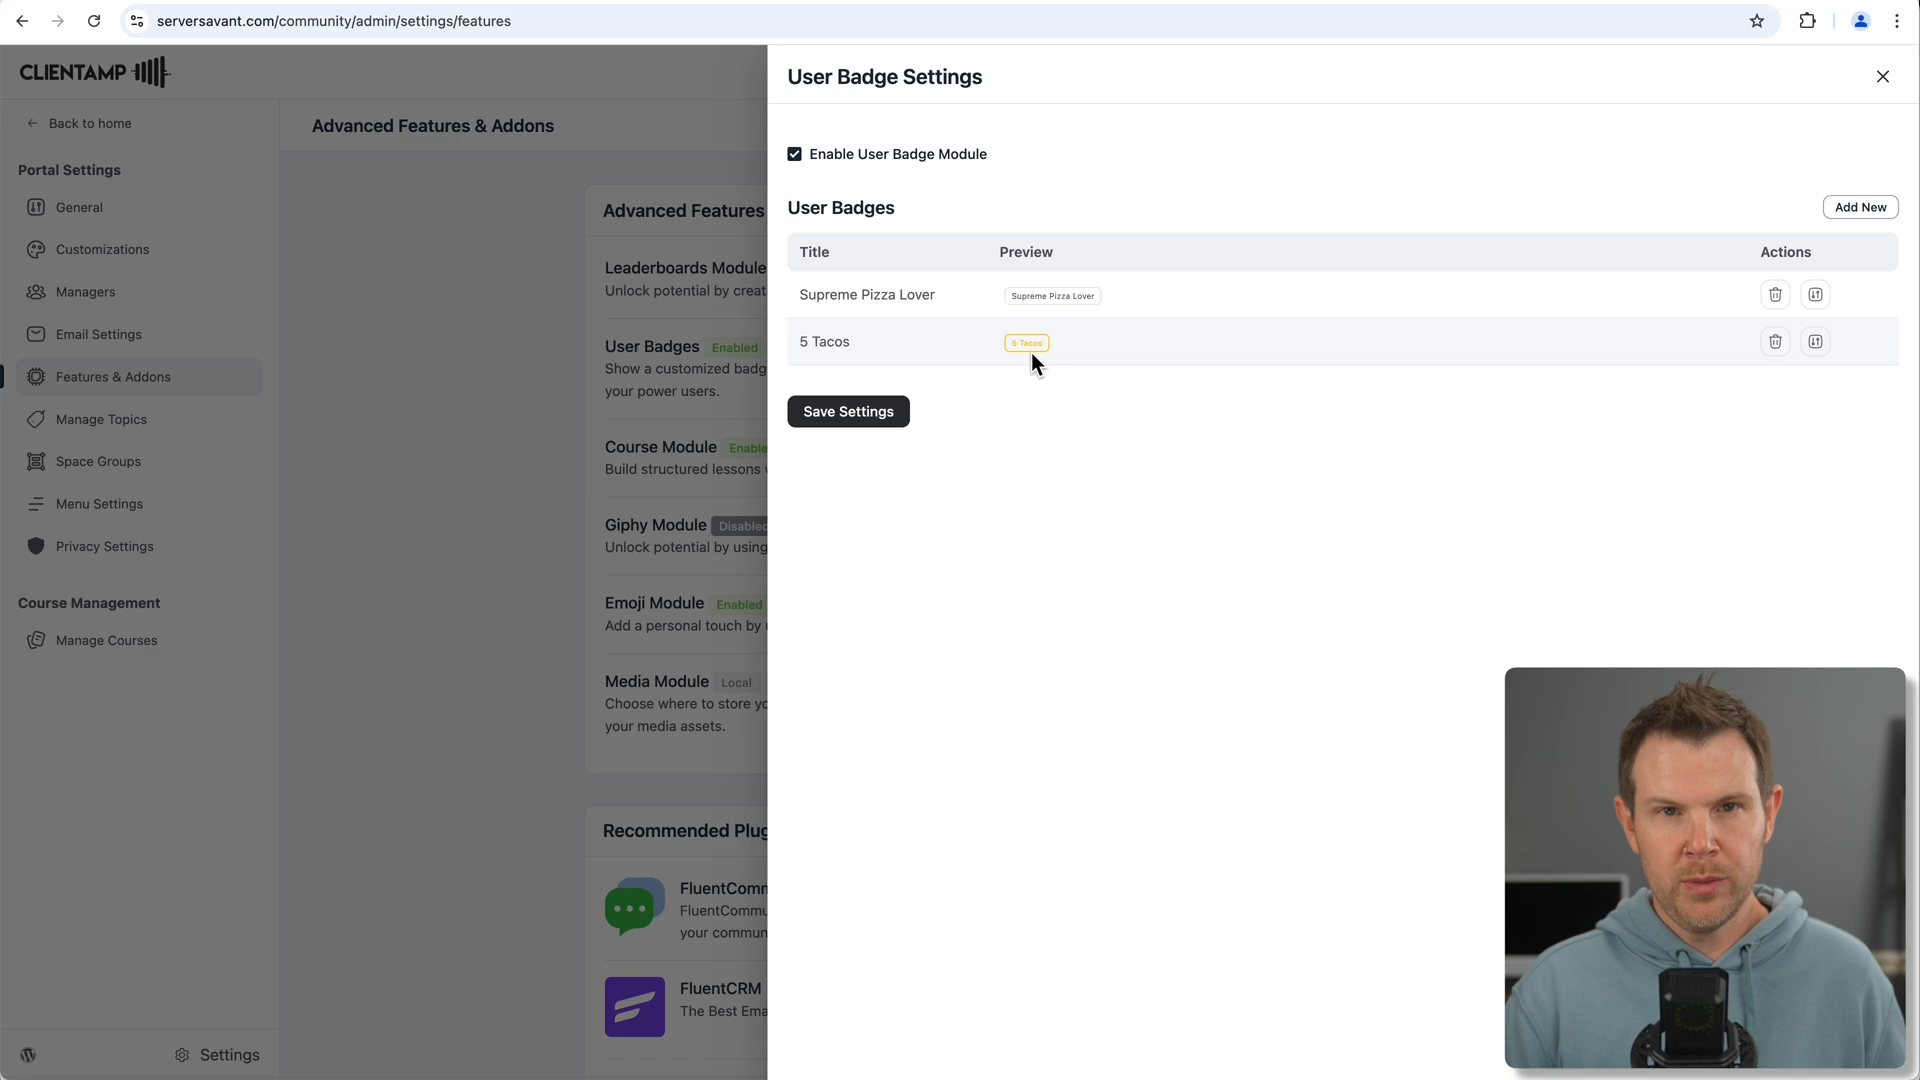 serversavant.com/community/admin/settings/features
CLIENTAMP
Back to home
Portal Settings
General
Customizations
Managers
Email Settings
Features & Addons
Manage Topics
Space Groups
Menu Settings
Privacy Settings
Course Management
Manage Courses
Settings
Advanced Features & Addons
Advanced Features
Leaderboards Module
Unlock potential by creat
User Badges Enabled
Show a customized badg
your power users.
Course Module Enable
Build structured lessons
Giphy Module Disabled
Unlock potential by using
Emoji Module Enabled
Add a personal touch by
Media Module Local
Choose where to store yo
your media assets.
Recommended Plug
FluentComm
FluentCommu
your commun
FluentCRM
The Best Ema
User Badge Settings
Enable User Badge Module
User Badges
Add New
Title Preview Actions
Supreme Pizza Lover Supreme Pizza Lover
5 Tacos 5 Tacos
Save Settings